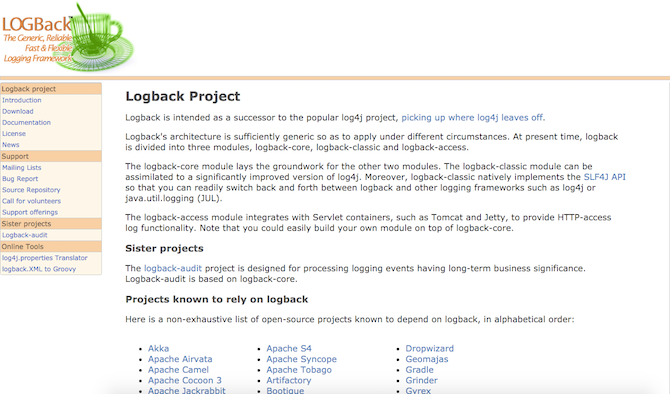 LOGBack
The Generic, Reliable
Fast & Flexible
Logging Framework
Logback project
Introduction
Download
Documentation
License
News
Support
Mailing Lists
Bug Report
Source Repository
Call for volunteers
Support offerings
Sister projects
Logback-audit
Online Tools
log4j.properties Translator
logback.XML to Groovy
Logback Project
Logback is intended as a successor to the popular log4j project, picking up where log4j leaves off.
Logback's architecture is sufficiently generic so as to apply under different circumstances. At present time, logback
is divided into three modules, logback-core, logback-classic and logback-access.
The logback-core module lays the groundwork for the other two modules. The logback-classic module can be
assimilated to a significantly improved version of log4j. Moreover, logback-classic natively implements the SLF4J API
so that you can readily switch back and forth between logback and other logging frameworks such as log4j or
java.util.logging (JUL).
The logback-access module integrates with Servlet containers, such as Tomcat and Jetty, to provide HTTP-access
log functionality. Note that you could easily build your own module on top of logback-core.
Sister projects
The logback-audit project is designed for processing logging events having long-term business significance.
Logback-audit is based on logback-core.
Projects known to rely on logback
Here is a non-exhaustive list of open-source projects known to depend on logback, in alphabetical order:
Akka
Apache Airvata
Apache Camel
Apache Cocoon 3
Apache Jackrabbit
Apache S4
Apache Syncope
Apache Tobago
Artifactory
Bootique
Dropwizard
Geomajas
Gradle
Grinder
Gyrex